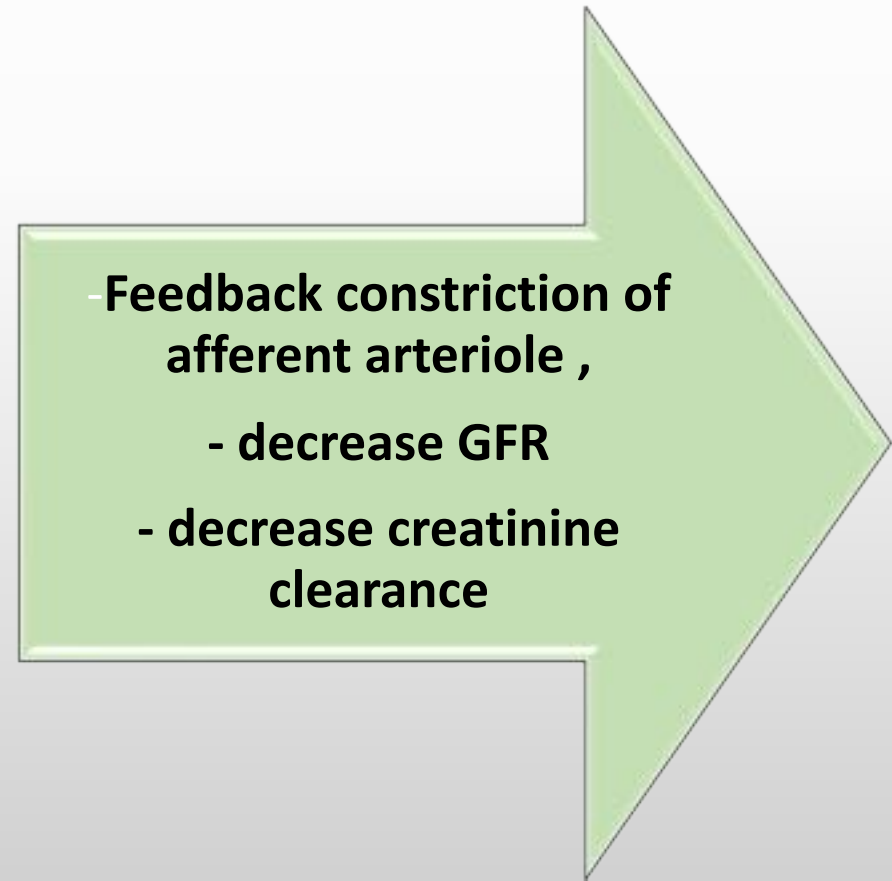 -Feedback constriction of
afferent arteriole ,
- decrease GFR
- decrease creatinine
clearance